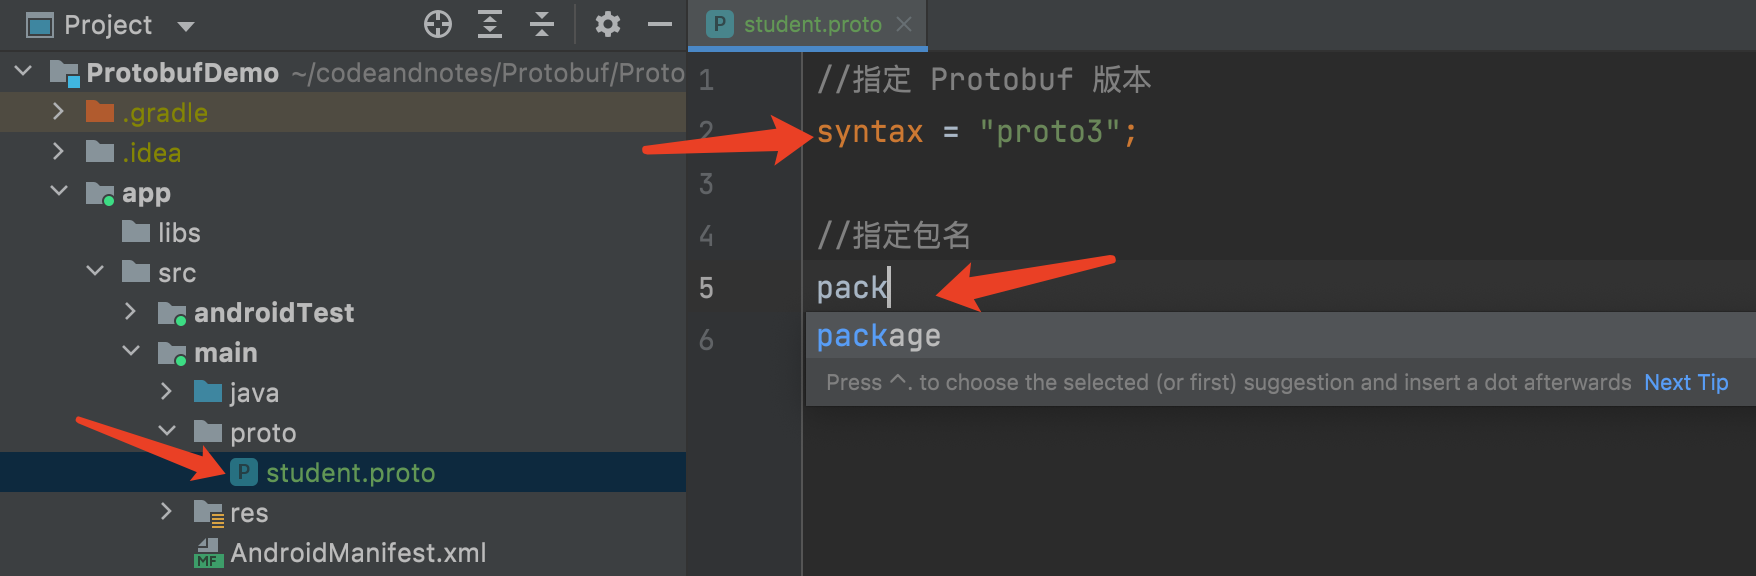 Project
ProtobufDemo ~/codeandnotes/Protobuf/Proto
.gradle
.idea
app
libs
src
androidTest
main
java
proto
P student.proto
res
MF AndroidManifest.xml
P student.proto
1 //指定 Protobuf 版本
2 syntax = "proto3";
3
4 //指定包名
5 pack
6
package
Press ^. to choose the selected (or first) suggestion and insert a dot afterwards Next Tip